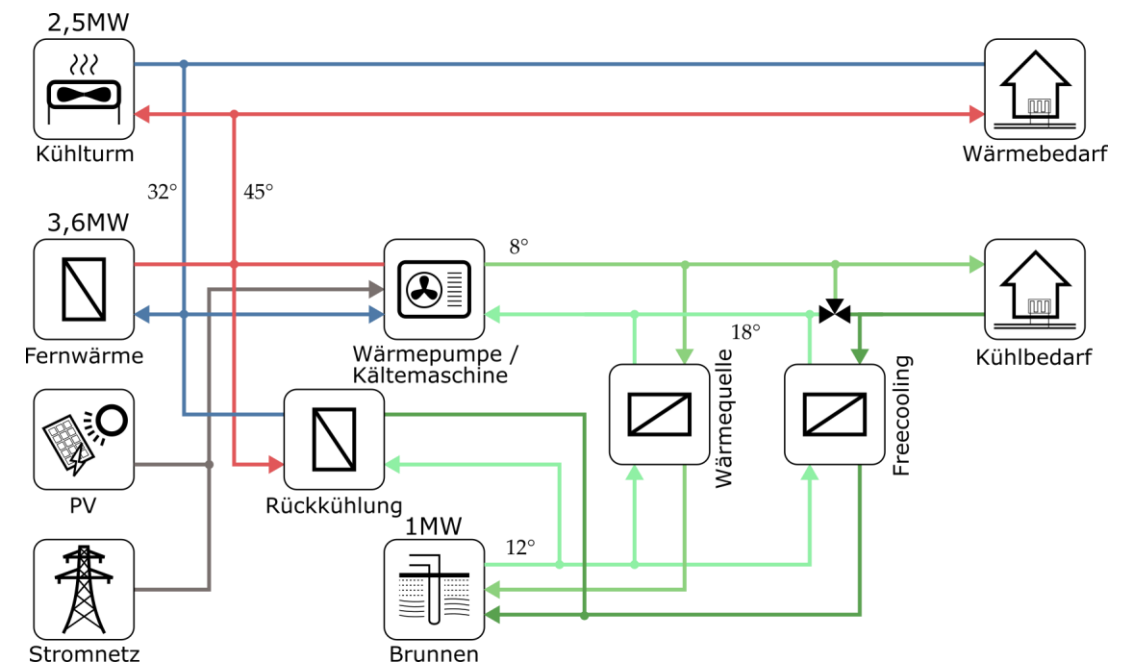 2,5MW
Kühlturm
Wärmebedarf
32°
45°
3,6MW
8°
Fernwärme
Wärmepumpe /
Kältemaschine
18°
Kühlbedarf
Wärmequelle
Freecooling
PV
Rückkühlung
1MW
12°
Stromnetz
Brunnen